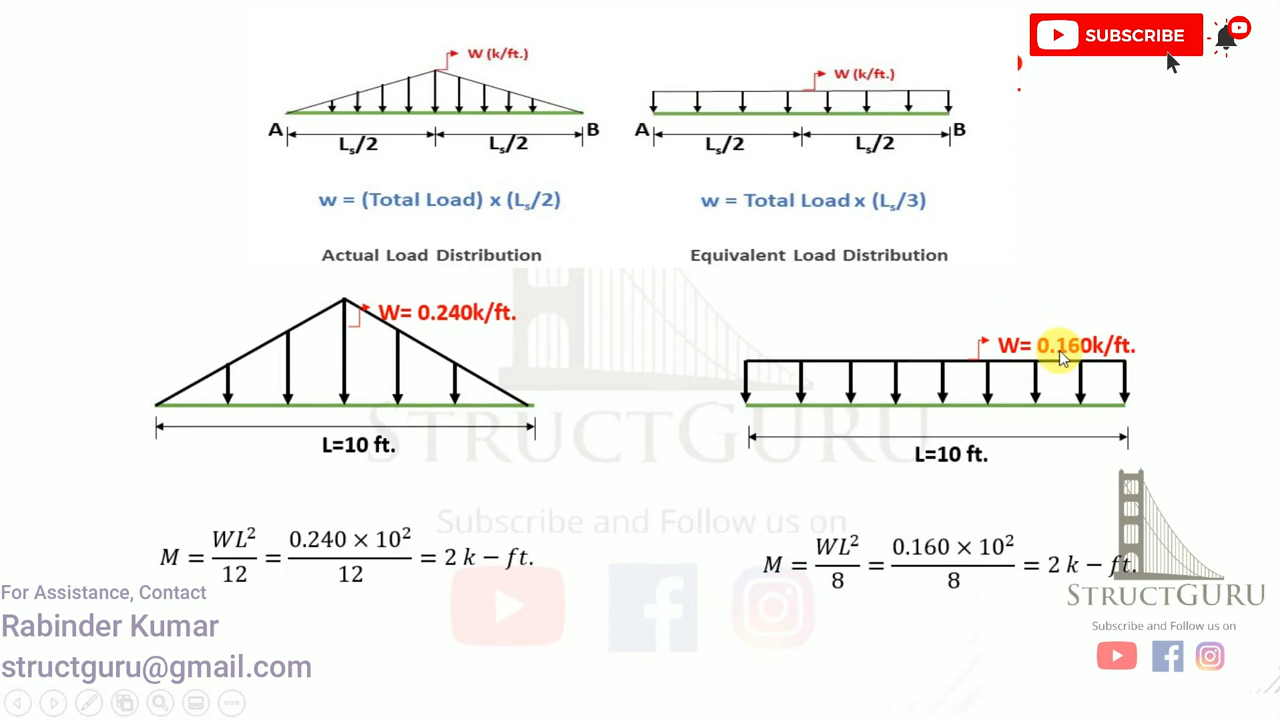 SUBSCRIBE
W (k/ft.)
W (k/ft.)
A
B
A
B
Lₛ/2
Lₛ/2
Lₛ/2
Lₛ/2
w = (Total Load) x (Lₛ/2)
w = Total Load x (Lₛ/3)
Actual Load Distribution
Equivalent Load Distribution
W= 0.240k/ft.
W= 0.160k/ft.
L=10 ft.
L=10 ft.
STRUCTGURU
Subscribe and Follow us on
M = WL²/12 = 0.240 × 10²/12 = 2 k − ft.
M = WL²/8 = 0.160 × 10²/8 = 2 k − ft.
For Assistance, Contact
Rabinder Kumar
structguru@gmail.com
STRUCTGURU
Subscribe and Follow us on